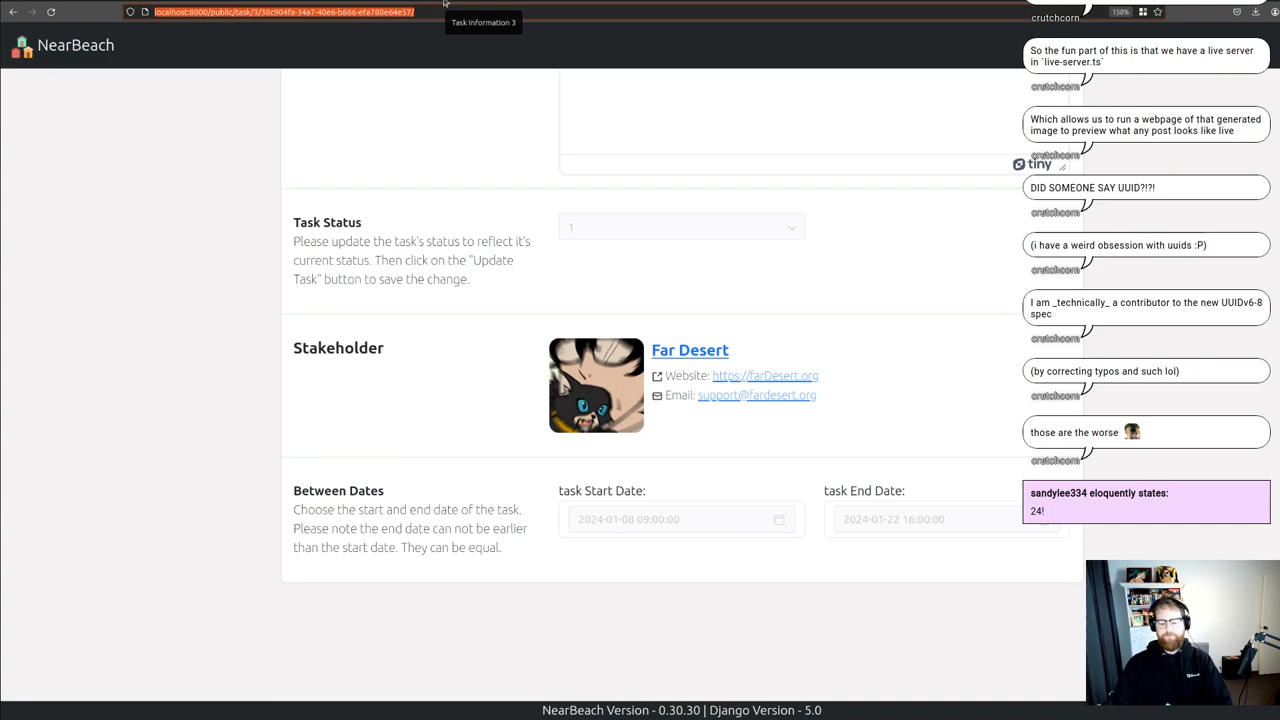 localhost:8000/public/task/3/38c904fa-34a7-40e6-b866-efa780e64e57/
150%
Task Information 3
NearBeach
tiny
Task Status
Please update the task's status to reflect it's
current status. Then click on the "Update
Task" button to save the change.
1
Stakeholder
Far Desert
Website: https://farDesert.org
Email: support@fardesert.org
Between Dates
Choose the start and end date of the task.
Please note the end date can not be earlier
than the start date. They can be equal.
task Start Date:
2024-01-08 09:00:00
task End Date:
2024-01-22 16:00:00
NearBeach Version - 0.30.30 | Django Version - 5.0
crutchcorn
So the fun part of this is that we have a live server
in `live-server.ts`
crutchcorn
Which allows us to run a webpage of that generated
image to preview what any post looks like live
crutchcorn
DID SOMEONE SAY UUID?!?!
crutchcorn
(i have a weird obsession with uuids :P)
crutchcorn
I am _technically_ a contributor to the new UUIDv6-8
spec
crutchcorn
(by correcting typos and such lol)
crutchcorn
those are the worse
crutchcorn
sandylee334 eloquently states:
24!